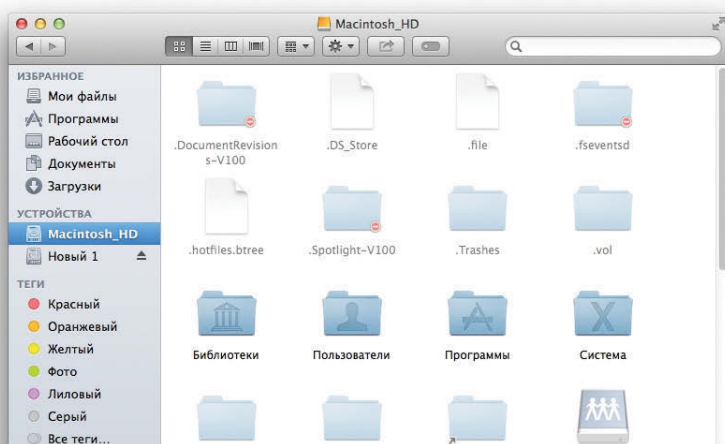 Macintosh_HD
ИЗБРАННОЕ
Мои файлы
Программы
Рабочий стол
Документы
Загрузки
УСТРОЙСТВА
Macintosh_HD
Новый 1
ТЕГИ
Красный
Оранжевый
Желтый
Фото
Лиловый
Серый
Все теги...
.DocumentRevision
s-V100
.DS_Store
.file
.fseventsd
.hotfiles.btree
.Spotlight-V100
.Trashes
.vol
Библиотеки
Пользователи
Программы
Система